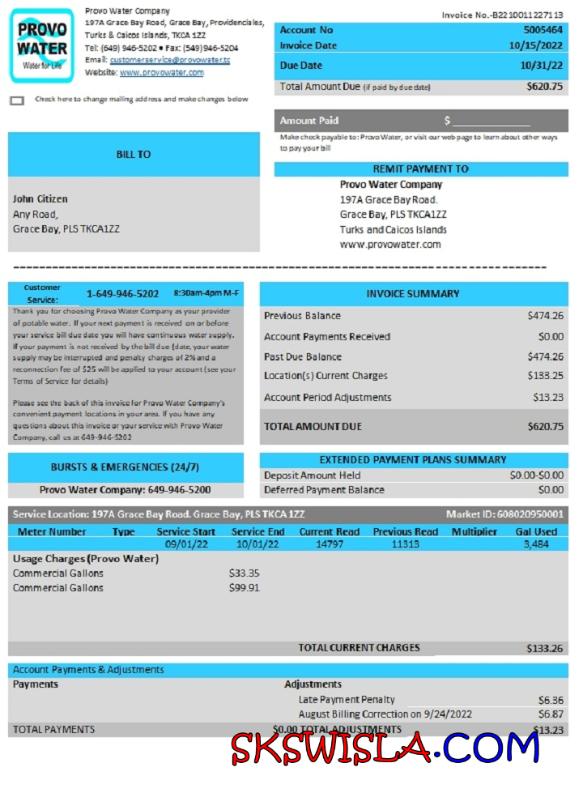 PROVO
WATER
Water for Life
Provo Water Company
197A Grace Bay Road, Grace Bay, Providenciales,
Turks & Caicos Islands, TKCA 1ZZ
Tel: (649) 946-5202 • Fax: (549)946-5204
Email: customerservice@provowater.tc
Website: www.provowater.com
Check here to change mailing address and make changes below
Invoice No.-B2210011227113
Account No 5005464
Invoice Date 10/15/2022
Due Date 10/31/22
Total Amount Due (if paid by due date) $620.75
Amount Paid $ ______________
Make check payable to: Provo Water, or visit our web page to learn about other ways
to pay your bill
BILL TO
John Citizen
Any Road,
Grace Bay, PLS TKCA1ZZ
REMIT PAYMENT TO
Provo Water Company
197A Grace Bay Road.
Grace Bay, PLS TKCA1ZZ
Turks and Caicos Islands
www.provowater.com
Customer
Service: 1-649-946-5202 8:30am-4pm M-F
Thank you for choosing Provo Water Company as your provider
of potable water. If your next payment is received on or before
your service bill due date you will have continuous water supply.
If your payment is not received by the bill due (date, your water
supply may be interrupted and penalty charges of 2% and a
reconnection fee of $25 will be applied to your account (see your
Terms of Service for details)
Please see the back of this invoice for Provo Water Company's
convenient payment locations in your area. If you have any
questions about this invoice or your service with Provo Water
Company, call us at 649-946-5202
INVOICE SUMMARY
Previous Balance $474.26
Account Payments Received $0.00
Past Due Balance $474.26
Location(s) Current Charges $133.25
Account Period Adjustments $13.23
TOTAL AMOUNT DUE $620.75
BURSTS & EMERGENCIES (24/7)
Provo Water Company: 649-946-5200
EXTENDED PAYMENT PLANS SUMMARY
Deposit Amount Held $0.00-$0.00
Deferred Payment Balance $0.00
Service Location: 197A Grace Bay Road. Grace Bay, PLS TKCA 1ZZ Market ID: 608020950001
Meter Number Type Service Start Service End Current Read Previous Read Multiplier Gal Used
09/01/22 10/01/22 14797 11313 3,484
Usage Charges (Provo Water)
Commercial Gallons $33.35
Commercial Gallons $99.91
TOTAL CURRENT CHARGES $133.26
Account Payments & Adjustments
Payments Adjustments
Late Payment Penalty $6.36
August Billing Correction on 9/24/2022 $6.87
TOTAL PAYMENTS $0.00 TOTAL ADJUSTMENTS $13.23
SKSWISLA.COM